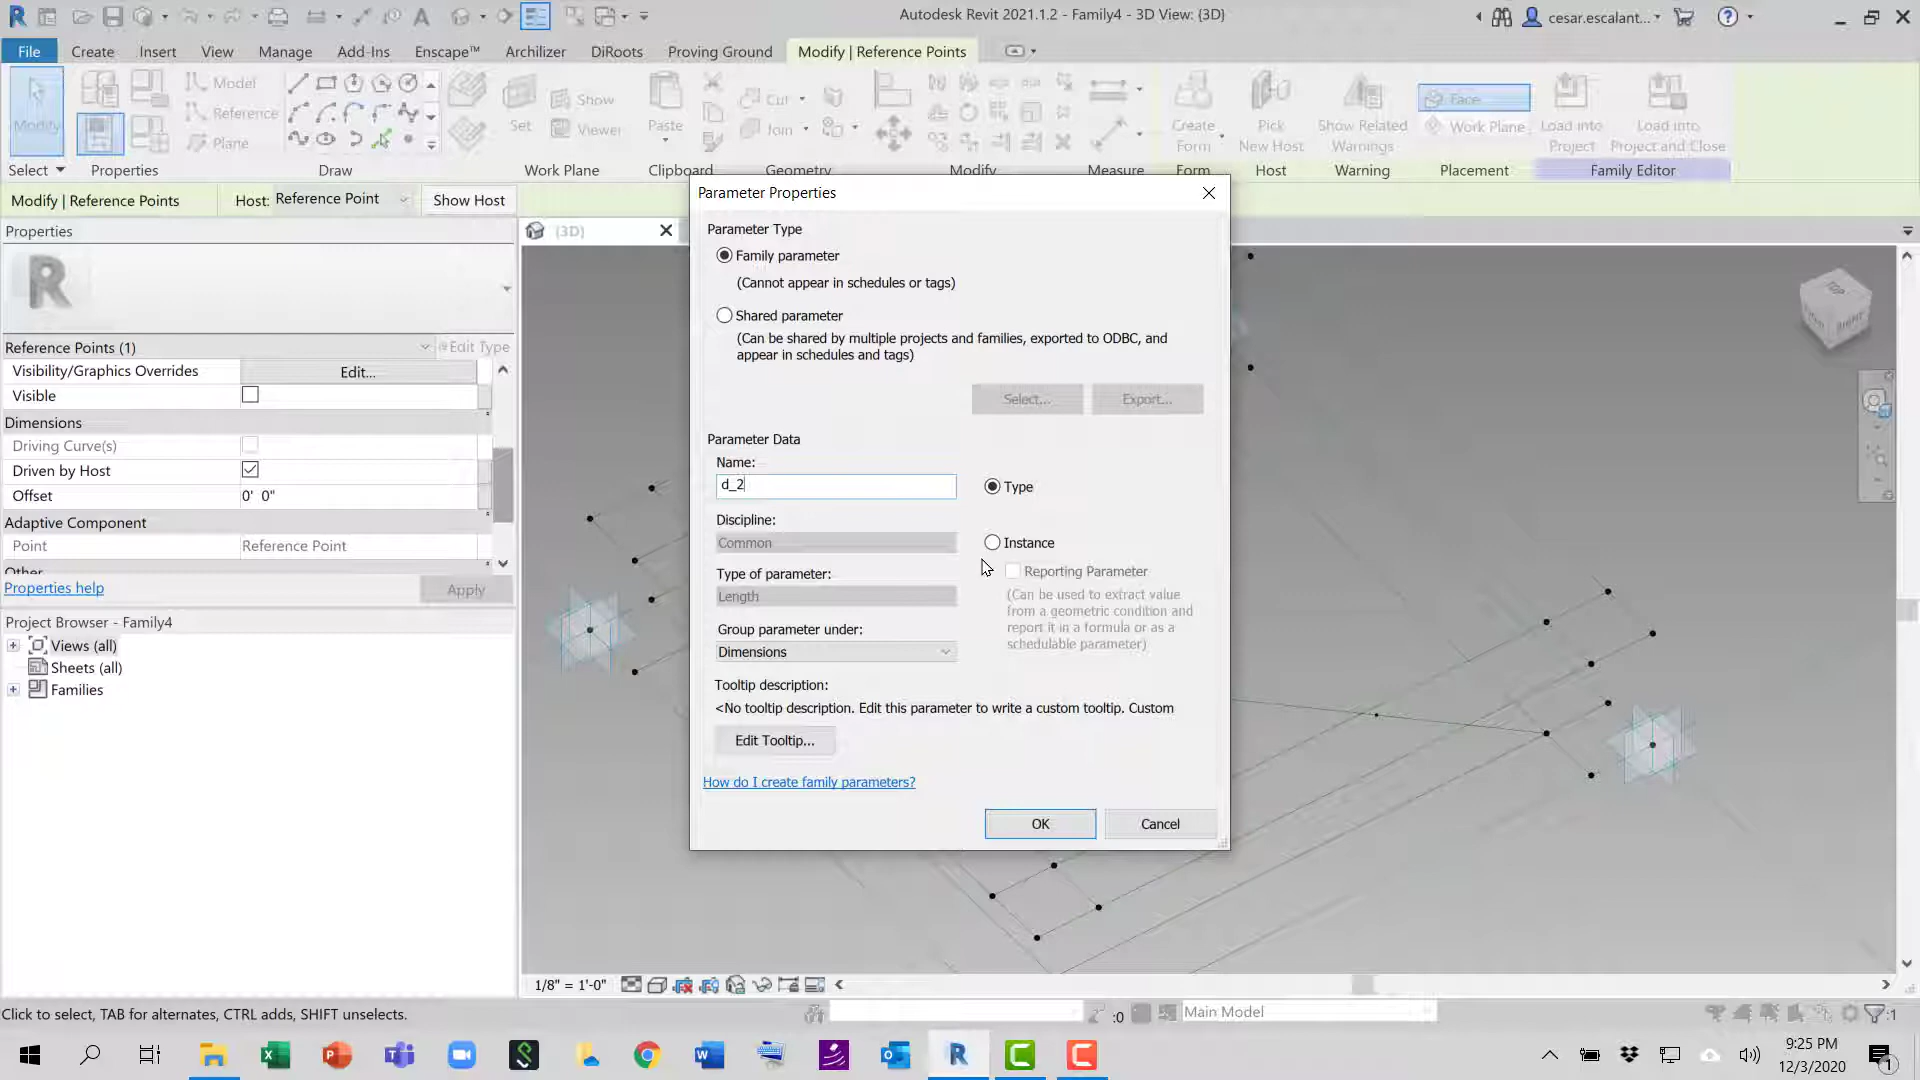 Autodesk Revit 2021.1.2 - Family4 - 3D View: {3D}
cesar.escalant...
File Create Insert View Manage Add-Ins Enscape™ Archilizer DiRoots Proving Ground Modify | Reference Points
Modify
Model
Reference
Plane
Set
Show
Viewer
Paste
Cut
Join
Create Form
Pick New Host
Show Related Warnings
Face
Work Plane
Load into Project
Load into Project and Close
Select Properties Draw Work Plane Clipboard Geometry Modify Measure Form Host Warning Placement Family Editor
Modify | Reference Points Host: Reference Point Show Host
Properties
{3D}
Reference Points (1) Edit Type
Visibility/Graphics Overrides Edit...
Visible
Dimensions
Driving Curve(s)
Driven by Host
Offset 0' 0"
Adaptive Component
Point Reference Point
Other
Properties help Apply
Project Browser - Family4
Views (all)
Sheets (all)
Families
Parameter Properties
Parameter Type
Family parameter
(Cannot appear in schedules or tags)
Shared parameter
(Can be shared by multiple projects and families, exported to ODBC, and
appear in schedules and tags)
Select... Export...
Parameter Data
Name:
d_2
Type
Discipline:
Common
Instance
Type of parameter:
Reporting Parameter
Length
(Can be used to extract value
from a geometric condition and
report it in a formula or as a
schedulable parameter)
Group parameter under:
Dimensions
Tooltip description:
<No tooltip description. Edit this parameter to write a custom tooltip. Custom
Edit Tooltip...
How do I create family parameters?
OK Cancel
TOP
RIGHT
1/8" = 1'-0"
Click to select, TAB for alternates, CTRL adds, SHIFT unselects.
:0
Main Model
:1
9:25 PM
12/3/2020
1